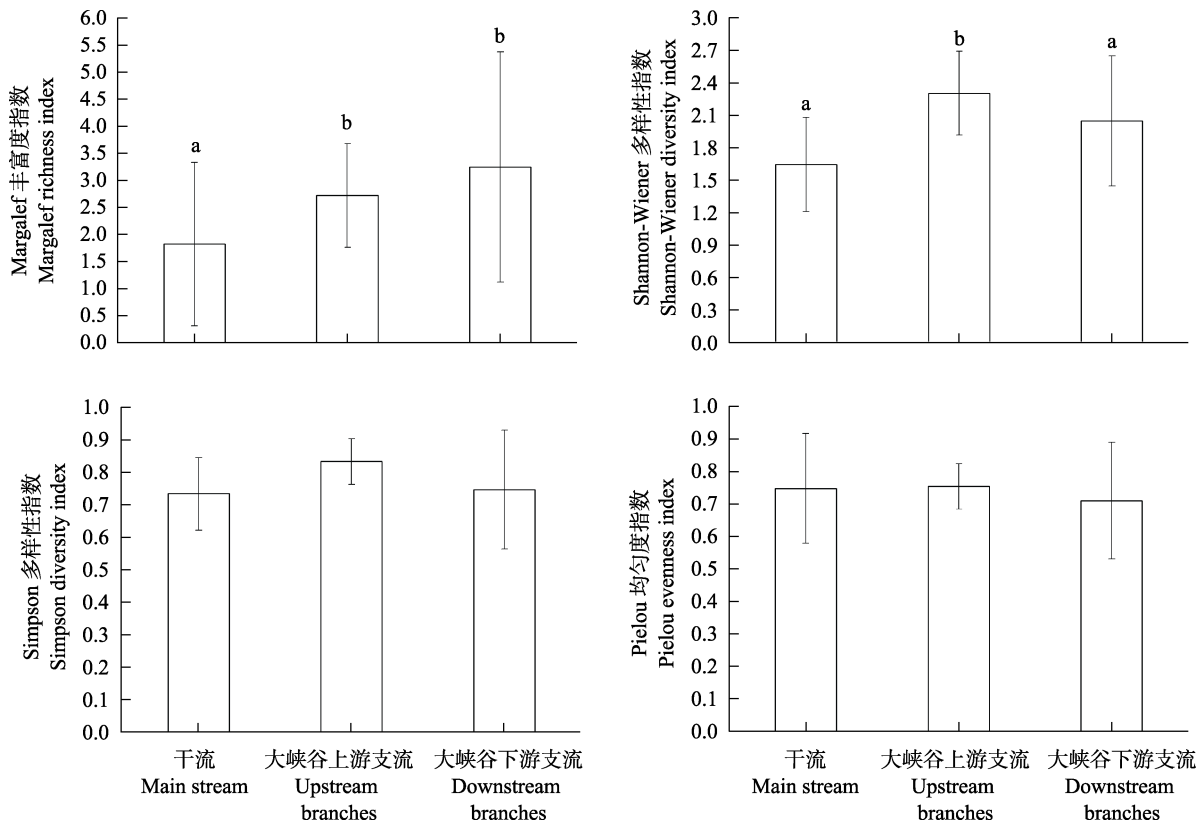 Margalef 丰富度指数
Margalef richness index
6.0
5.5
5.0
4.5
4.0
3.5
3.0
2.5
2.0
1.5
1.0
0.5
0.0
a
b
b
Shannon-Wiener 多样性指数
Shannon-Wiener diversity index
3.0
2.7
2.4
2.1
1.8
1.5
1.2
0.9
0.6
0.3
0.0
a
b
a
Simpson 多样性指数
Simpson diversity index
1.0
0.9
0.8
0.7
0.6
0.5
0.4
0.3
0.2
0.1
0.0
干流
Main stream
大峡谷上游支流
Upstream
branches
大峡谷下游支流
Downstream
branches
Pielou 均匀度指数
Pielou evenness index
1.0
0.9
0.8
0.7
0.6
0.5
0.4
0.3
0.2
0.1
0.0
干流
Main stream
大峡谷上游支流
Upstream
branches
大峡谷下游支流
Downstream
branches